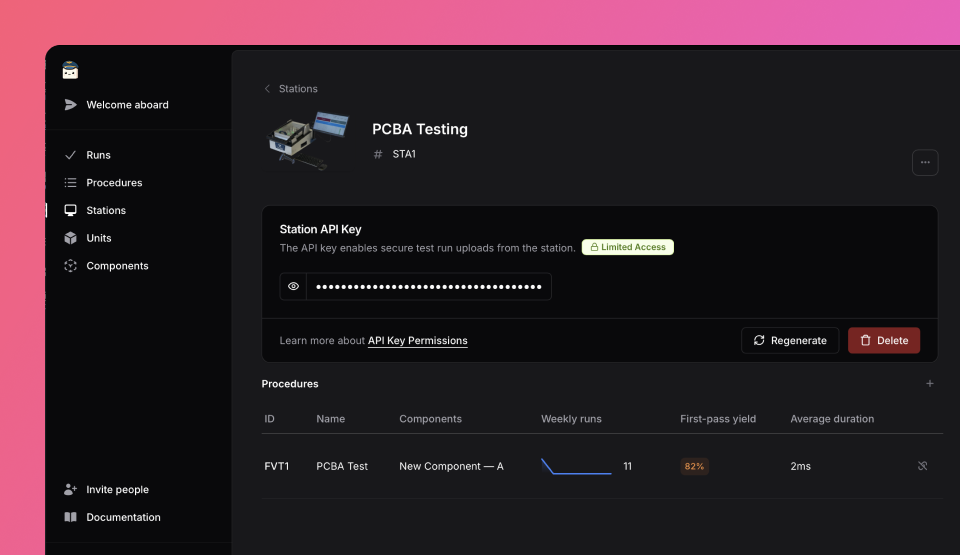 Welcome aboard
Runs
Procedures
Stations
Units
Components
Invite people
Documentation
Stations
PCBA Testing
# STA1
Station API Key
The API key enables secure test run uploads from the station. Limited Access
••••••••••••••••••••••••••••••••••••
Learn more about API Key Permissions
Regenerate Delete
Procedures +
ID Name Components Weekly runs First-pass yield Average duration
FVT1 PCBA Test New Component — A 11 82% 2ms